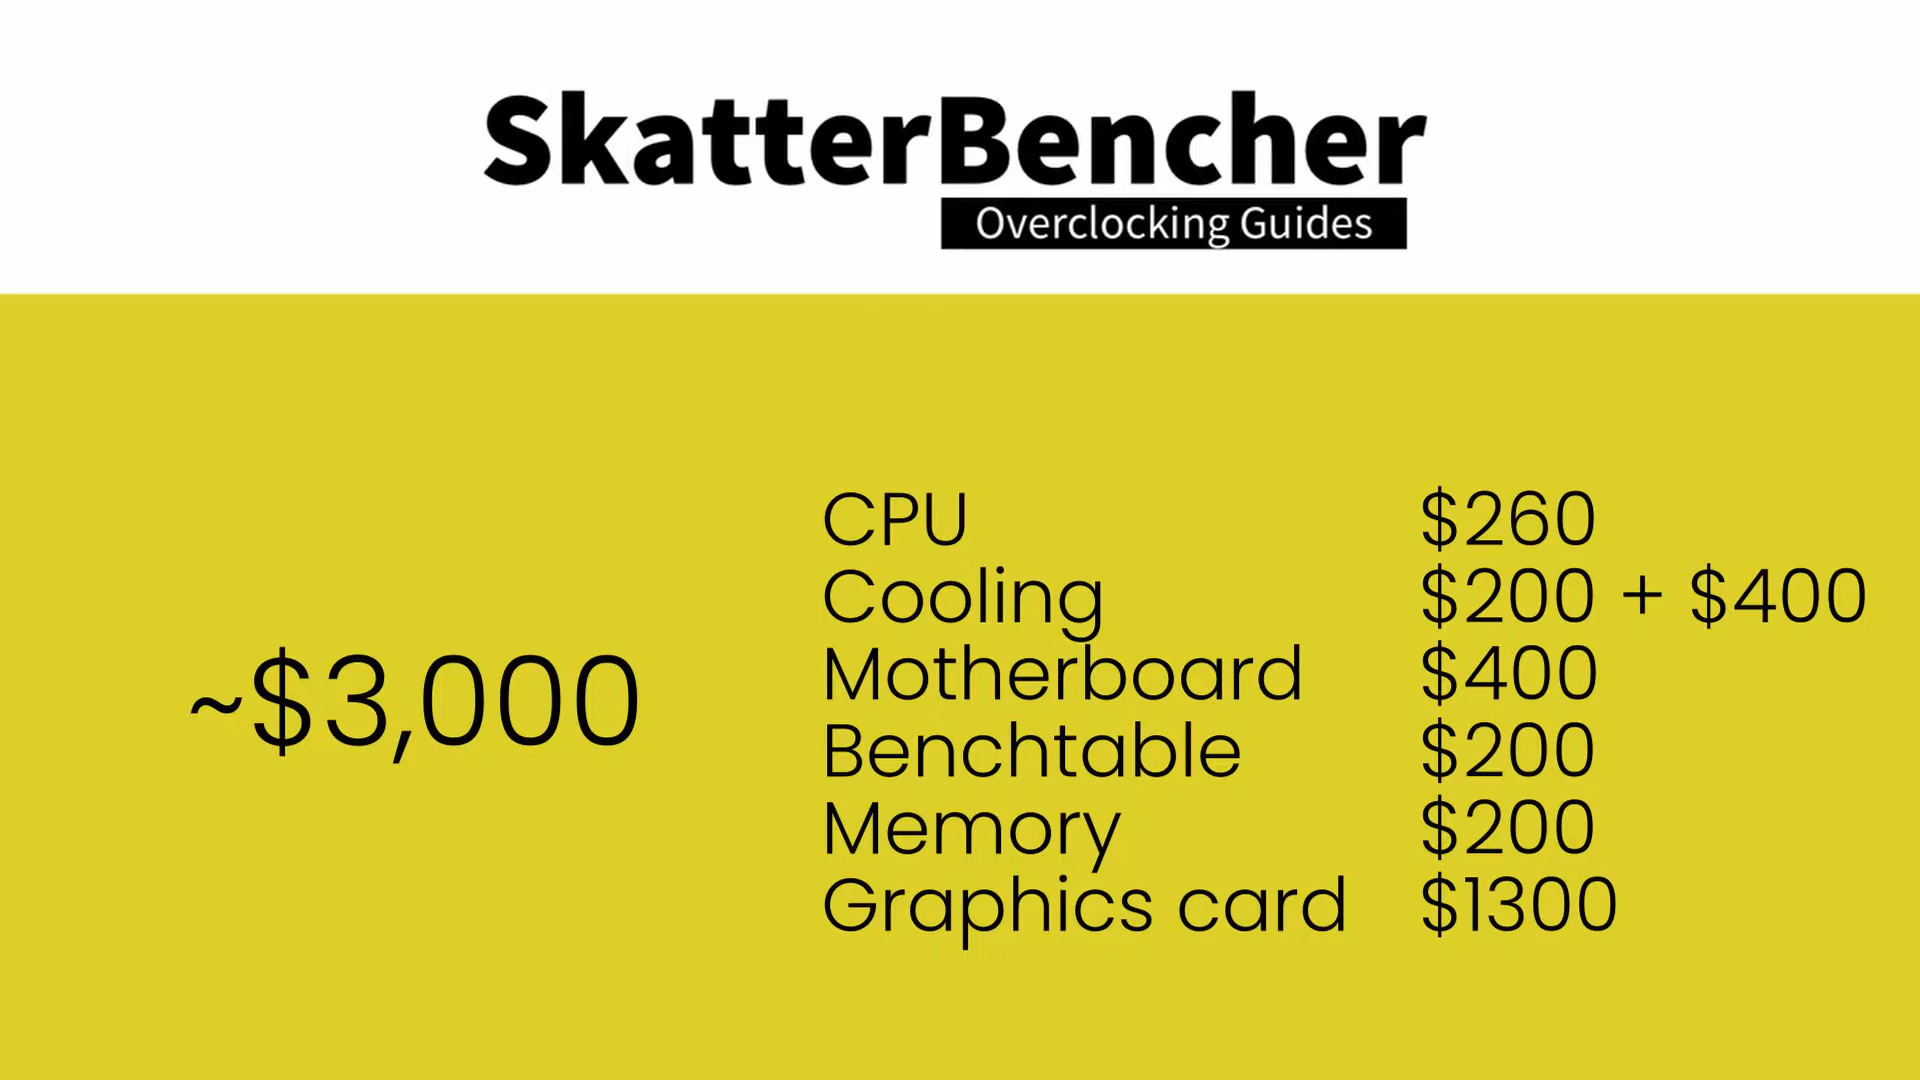 SkatterBencher
Overclocking Guides
~$3,000
CPU $260
Cooling $200 + $400
Motherboard $400
Benchtable $200
Memory $200
Graphics card $1300